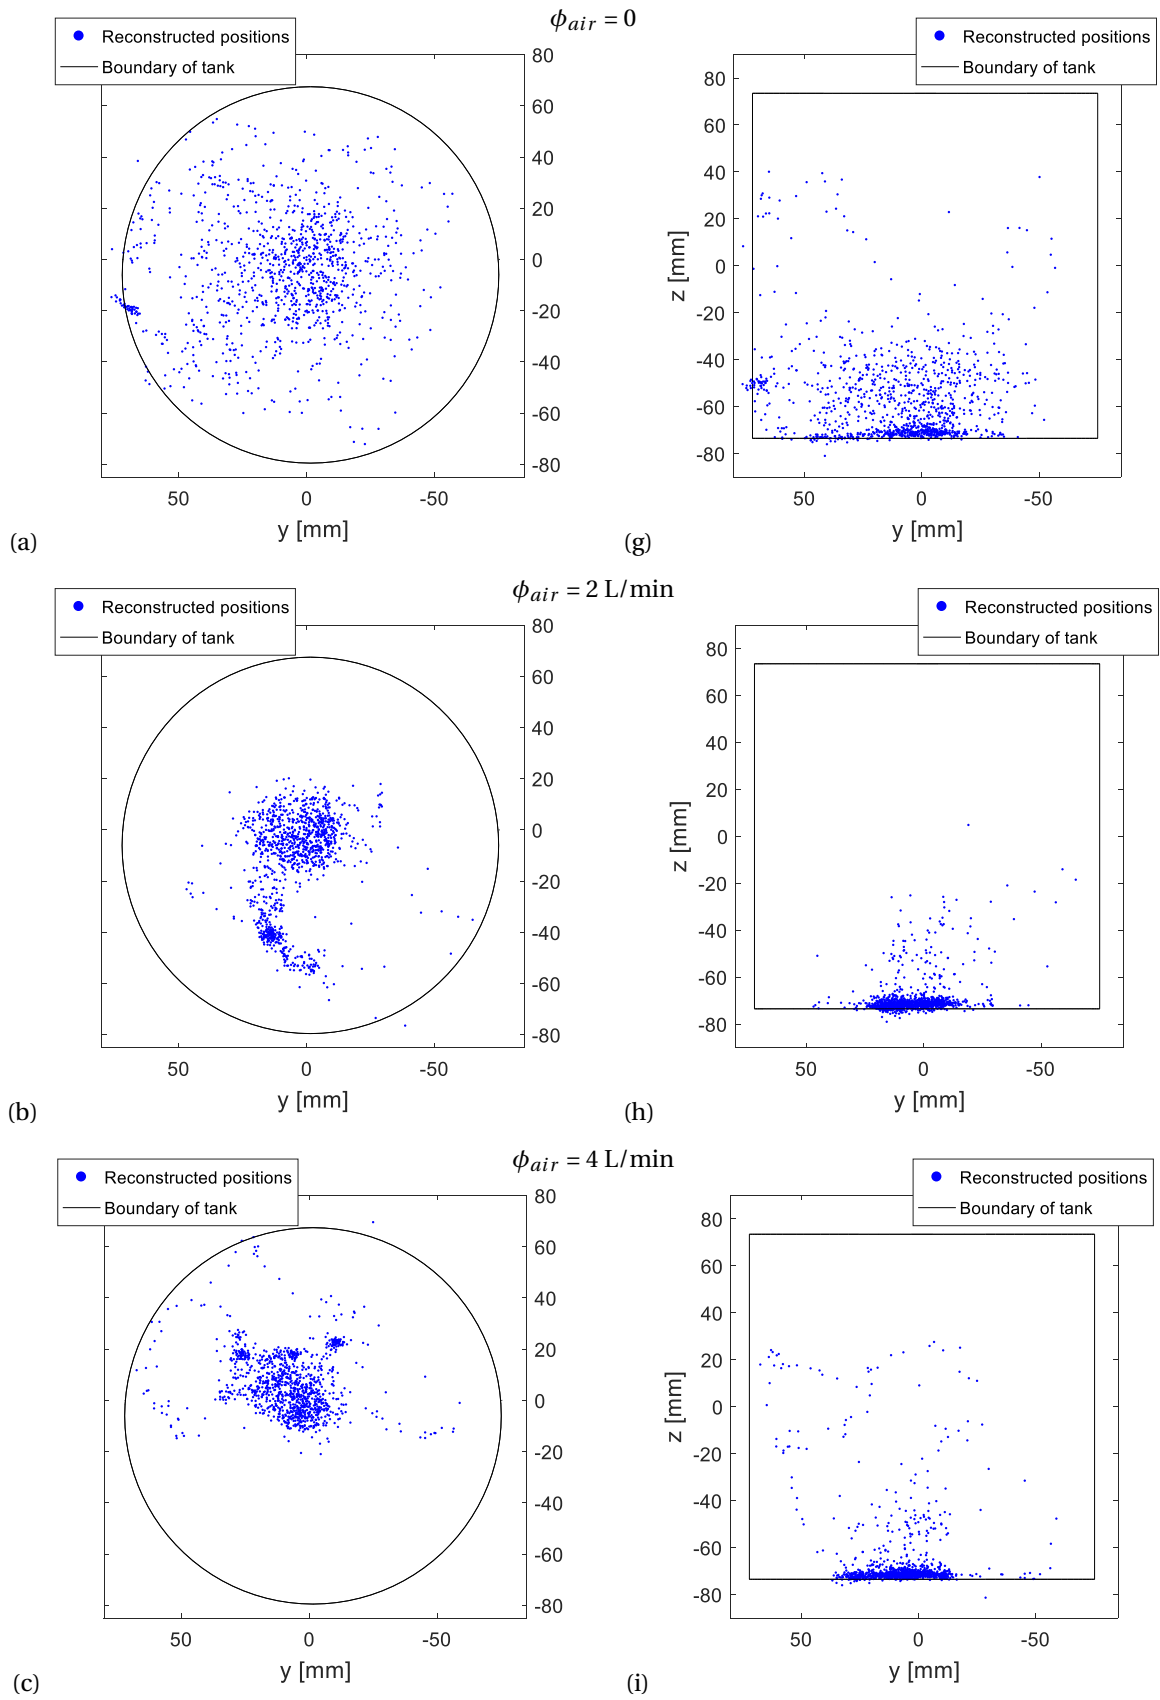 ϕair = 0
Reconstructed positions
Boundary of tank
80
60
40
20
0
-20
-40
-60
-80
50
0
-50
y [mm]
(a)
Reconstructed positions
Boundary of tank
80
60
40
20
0
-20
-40
-60
-80
z [mm]
50
0
-50
y [mm]
(g)
ϕair = 2 L/min
Reconstructed positions
Boundary of tank
80
60
40
20
0
-20
-40
-60
-80
50
0
-50
y [mm]
(b)
Reconstructed positions
Boundary of tank
80
60
40
20
0
-20
-40
-60
-80
z [mm]
50
0
-50
y [mm]
(h)
ϕair = 4 L/min
Reconstructed positions
Boundary of tank
80
60
40
20
0
-20
-40
-60
-80
50
0
-50
y [mm]
(c)
Reconstructed positions
Boundary of tank
80
60
40
20
0
-20
-40
-60
-80
z [mm]
50
0
-50
y [mm]
(i)